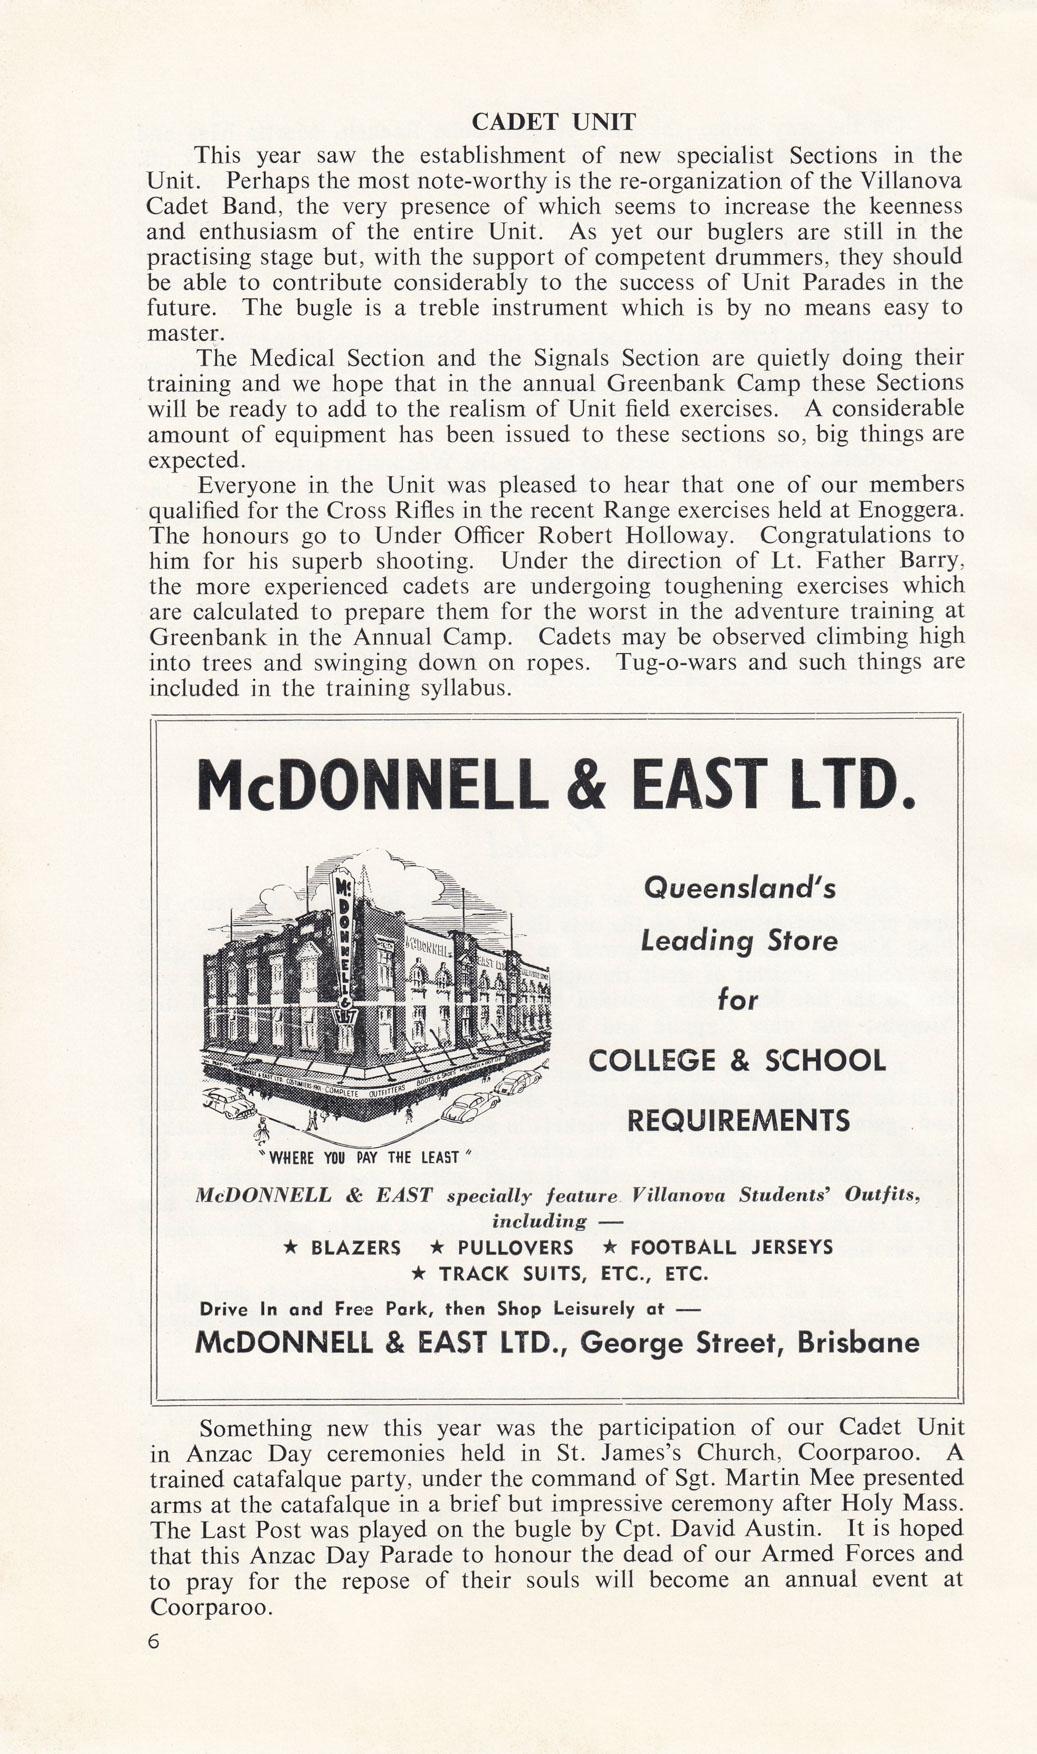 CADET UNIT
This year saw the establishment of new specialist Sections in the
Unit. Perhaps the most note-worthy is the re-organization of the Villanova
Cadet Band, the very presence of which seems to increase the keenness
and enthusiasm of the entire Unit. As yet our buglers are still in the
practising stage but, with the support of competent drummers, they should
be able to contribute considerably to the success of Unit Parades in the
future. The bugle is a treble instrument which is by no means easy to
master.
The Medical Section and the Signals Section are quietly doing their
training and we hope that in the annual Greenbank Camp these Sections
will be ready to add to the realism of Unit field exercises. A considerable
amount of equipment has been issued to these sections so, big things are
expected.
Everyone in the Unit was pleased to hear that one of our members
qualified for the Cross Rifles in the recent Range exercises held at Enoggera.
The honours go to Under Officer Robert Holloway. Congratulations to
him for his superb shooting. Under the direction of Lt. Father Barry,
the more experienced cadets are undergoing toughening exercises which
are calculated to prepare them for the worst in the adventure training at
Greenbank in the Annual Camp. Cadets may be observed climbing high
into trees and swinging down on ropes. Tug-o-wars and such things are
included in the training syllabus.
McDONNELL & EAST LTD.
McDONNELL & EAST
McDONNELL & EAST LTD
COMPLETE OUTFITTERS BOOTS & SHOES
"WHERE YOU PAY THE LEAST"
Queensland's
Leading Store
for
COLLEGE & SCHOOL
REQUIREMENTS
McDONNELL & EAST specially feature Villanova Students' Outfits,
including —
★ BLAZERS ★ PULLOVERS ★ FOOTBALL JERSEYS
★ TRACK SUITS, ETC., ETC.
Drive In and Free Park, then Shop Leisurely at —
McDONNELL & EAST LTD., George Street, Brisbane
Something new this year was the participation of our Cadet Unit
in Anzac Day ceremonies held in St. James's Church, Coorparoo. A
trained catafalque party, under the command of Sgt. Martin Mee presented
arms at the catafalque in a brief but impressive ceremony after Holy Mass.
The Last Post was played on the bugle by Cpt. David Austin. It is hoped
that this Anzac Day Parade to honour the dead of our Armed Forces and
to pray for the repose of their souls will become an annual event at
Coorparoo.
6